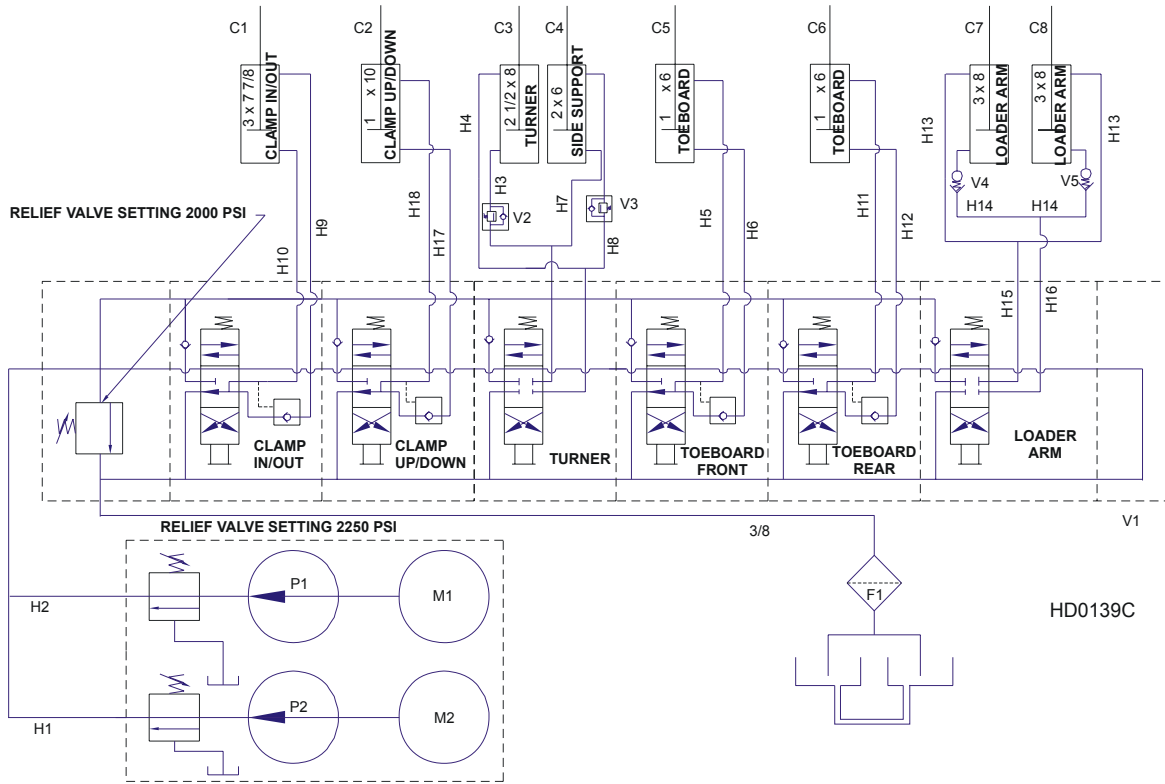 C1
C2
C3
C4
C5
C6
C7
C8
3 x 7 7/8
CLAMP IN/OUT
1 x 10
CLAMP UP/DOWN
2 1/2 x 8
TURNER
2 x 6
SIDE SUPPORT
1 x 6
TOEBOARD
1 x 6
TOEBOARD
3 x 8
LOADER ARM
3 x 8
LOADER ARM
H4
H13
H13
H3
H7
V2
V3
V4
V5
H14
H14
RELIEF VALVE SETTING 2000 PSI
H10
H9
H18
H17
H8
H5
H6
H11
H12
H15
H16
CLAMP
IN/OUT
CLAMP
UP/DOWN
TURNER
TOEBOARD
FRONT
TOEBOARD
REAR
LOADER
ARM
RELIEF VALVE SETTING 2250 PSI
3/8
V1
P1
M1
H2
F1
HD0139C
P2
M2
H1